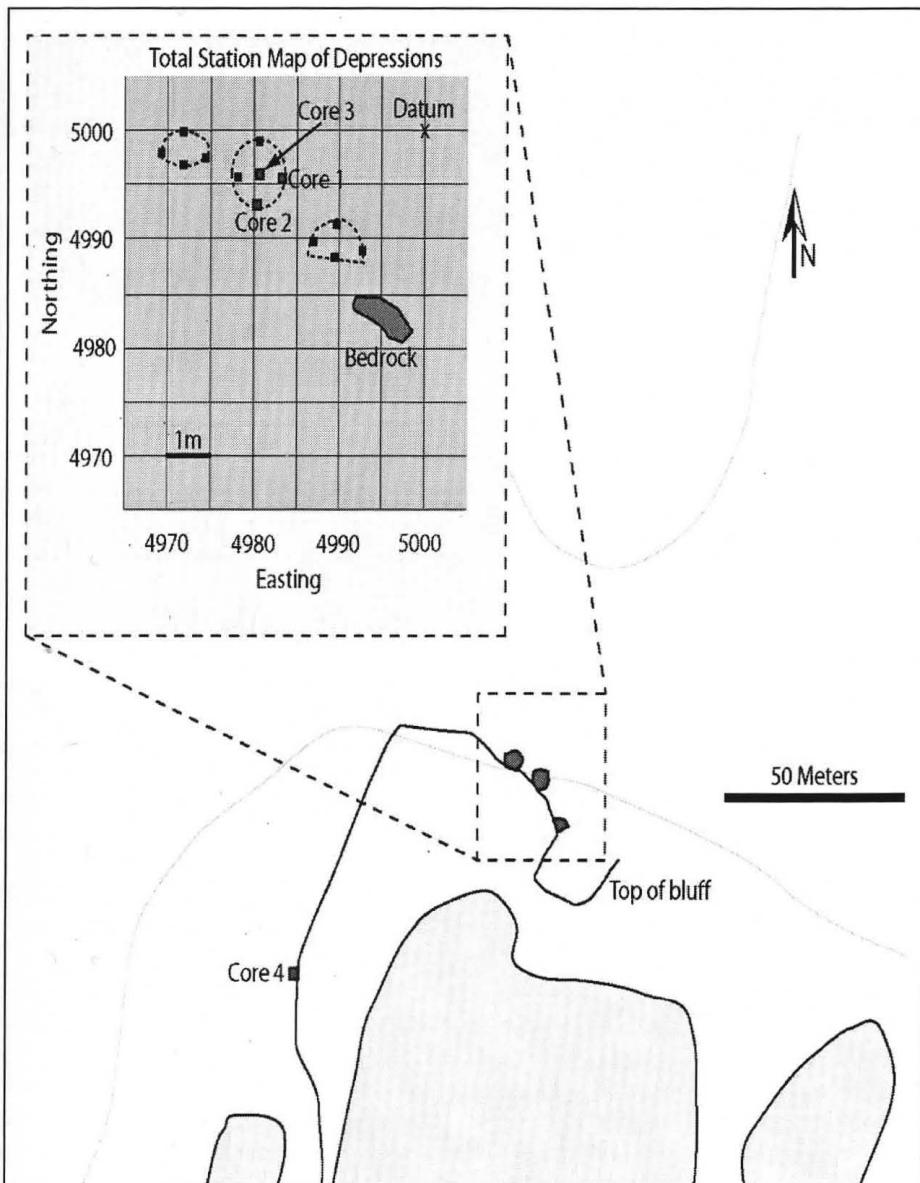 Total Station Map of Depressions
Core 3
Datum
X
5000
Core 1
Core 2
4990
Northing
4980
Bedrock
1m
4970
4970 4980 4990 5000
Easting
N
50 Meters
Top of bluff
Core 4